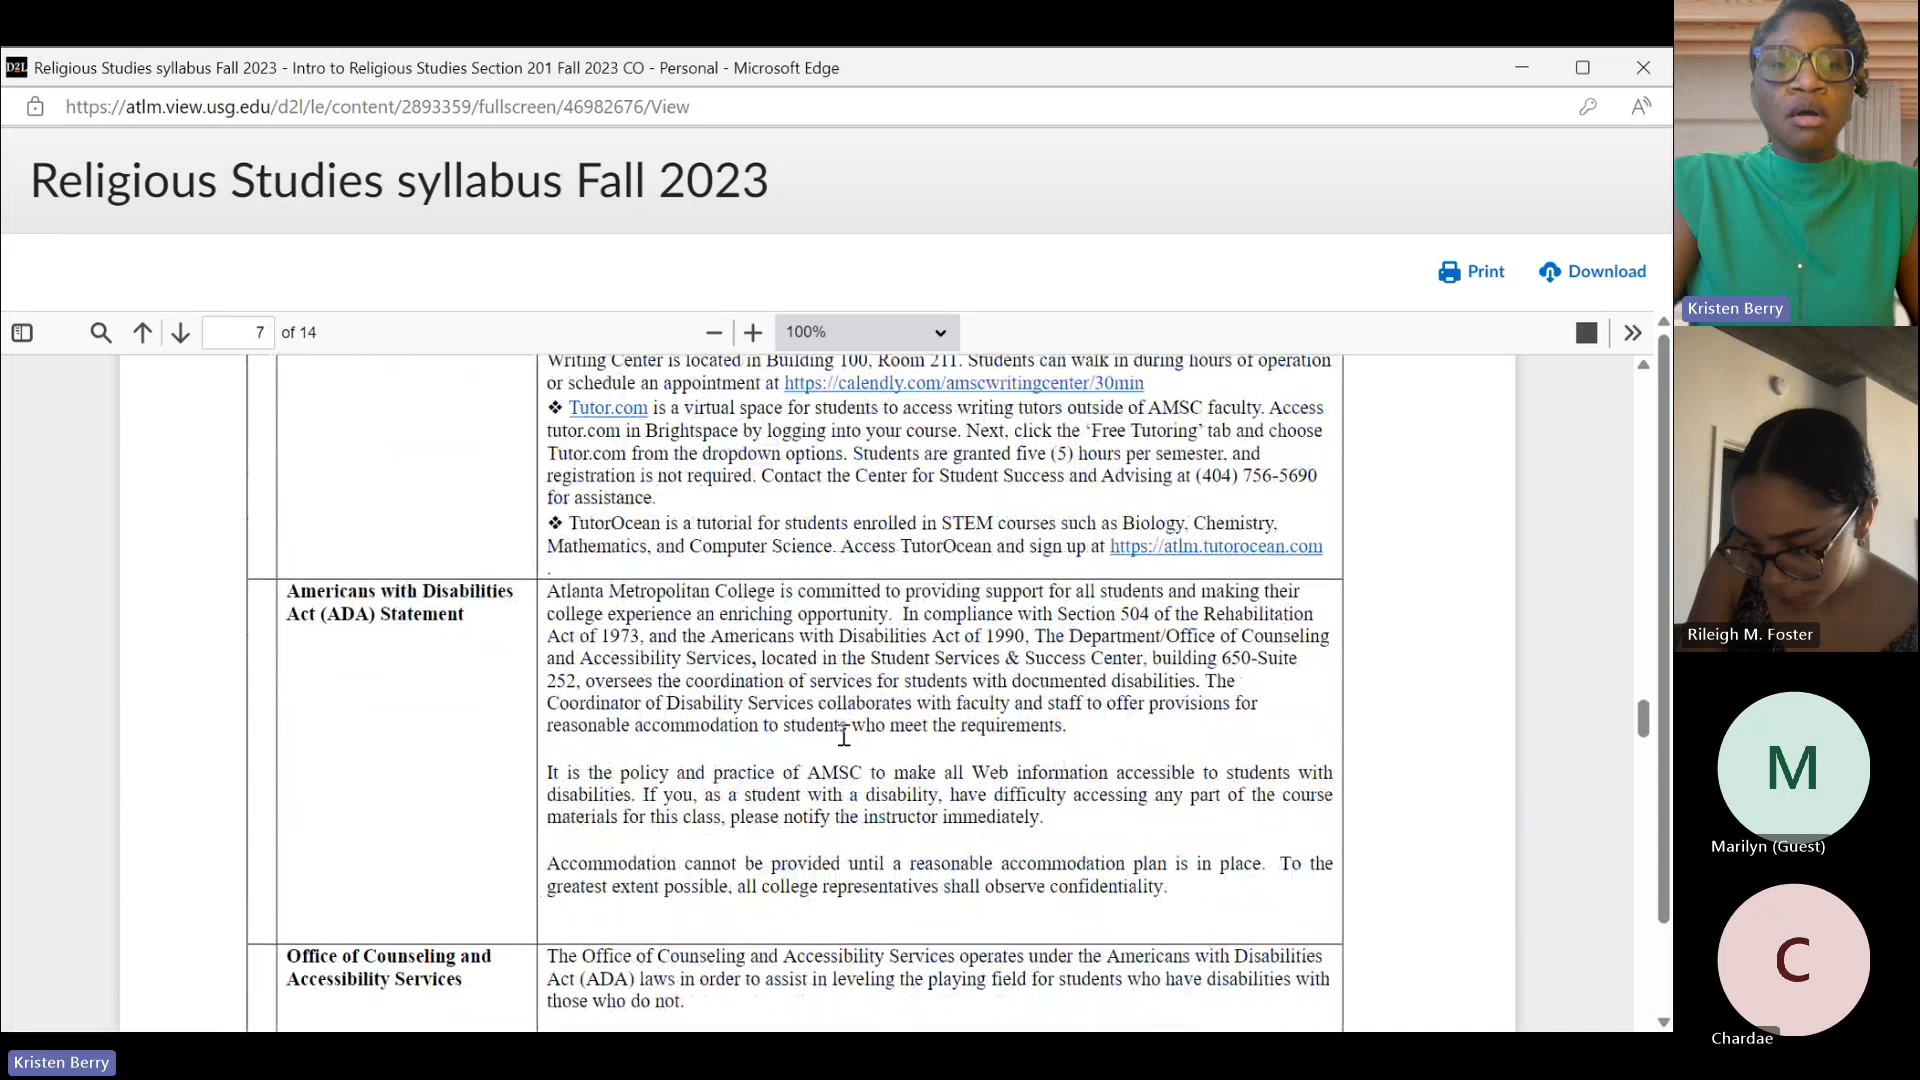 D2L Religious Studies syllabus Fall 2023 - Intro to Religious Studies Section 201 Fall 2023 CO - Personal - Microsoft Edge
https://atlm.view.usg.edu/d2l/le/content/2893359/fullscreen/46982676/View
Religious Studies syllabus Fall 2023
Print Download
7 of 14
100%
Writing Center is located in Building 100, Room 211. Students can walk in during hours of operation
or schedule an appointment at https://calendly.com/amscwritingcenter/30min
❖ Tutor.com is a virtual space for students to access writing tutors outside of AMSC faculty. Access
tutor.com in Brightspace by logging into your course. Next, click the ‘Free Tutoring’ tab and choose
Tutor.com from the dropdown options. Students are granted five (5) hours per semester, and
registration is not required. Contact the Center for Student Success and Advising at (404) 756-5690
for assistance.
❖ TutorOcean is a tutorial for students enrolled in STEM courses such as Biology, Chemistry,
Mathematics, and Computer Science. Access TutorOcean and sign up at https://atlm.tutorocean.com
.
Americans with Disabilities
Act (ADA) Statement
Atlanta Metropolitan College is committed to providing support for all students and making their
college experience an enriching opportunity. In compliance with Section 504 of the Rehabilitation
Act of 1973, and the Americans with Disabilities Act of 1990, The Department/Office of Counseling
and Accessibility Services, located in the Student Services & Success Center, building 650-Suite
252, oversees the coordination of services for students with documented disabilities. The
Coordinator of Disability Services collaborates with faculty and staff to offer provisions for
reasonable accommodation to students who meet the requirements.
It is the policy and practice of AMSC to make all Web information accessible to students with
disabilities. If you, as a student with a disability, have difficulty accessing any part of the course
materials for this class, please notify the instructor immediately.
Accommodation cannot be provided until a reasonable accommodation plan is in place. To the
greatest extent possible, all college representatives shall observe confidentiality.
Office of Counseling and
Accessibility Services
The Office of Counseling and Accessibility Services operates under the Americans with Disabilities
Act (ADA) laws in order to assist in leveling the playing field for students who have disabilities with
those who do not.
Kristen Berry
Rileigh M. Foster
M
Marilyn (Guest)
C
Chardae
Kristen Berry